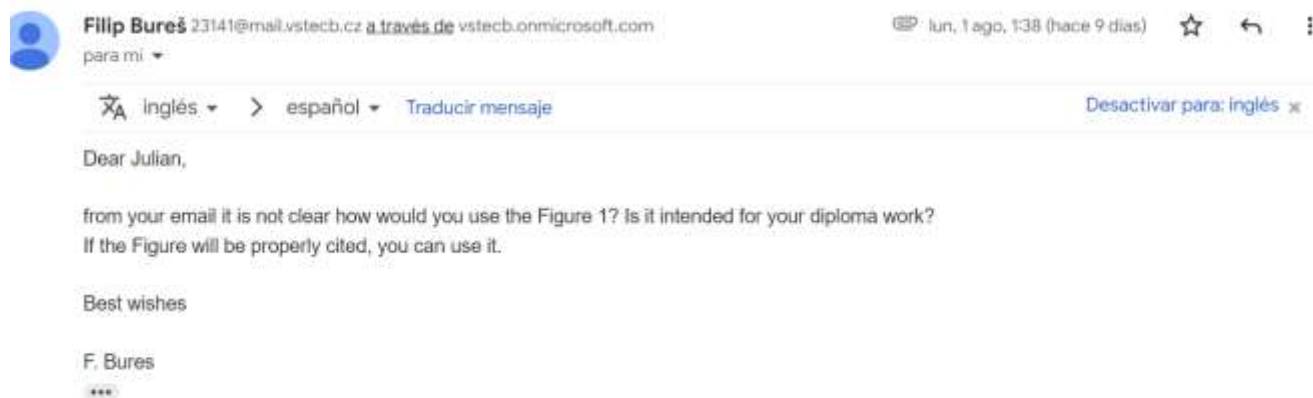 Filip Bureš 23141@mail.vstecb.cz a través de vstecb.onmicrosoft.com lun, 1 ago, 1:38 (hace 9 días)
para mí
inglés > español Traducir mensaje Desactivar para: inglés x
Dear Julian,
from your email it is not clear how would you use the Figure 1? Is it intended for your diploma work?
If the Figure will be properly cited, you can use it.
Best wishes
F. Bures